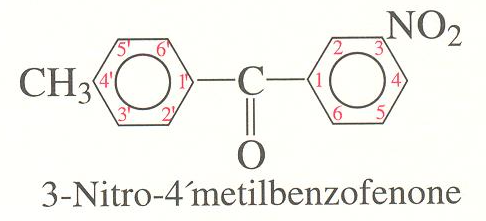 NO2
5' 6' 2 3
CH3 4' 1' C 1 4
3' 2' 6 5
O
3-Nitro-4´metilbenzofenone